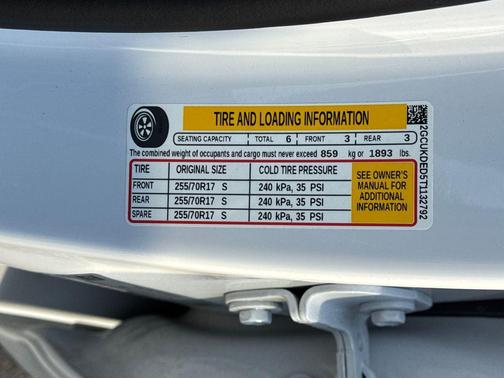 TIRE AND LOADING INFORMATION
SEATING CAPACITY TOTAL 6 FRONT 3 REAR 3
The combined weight of occupants and cargo must never exceed 859 kg or 1893 lbs.
TIRE ORIGINAL SIZE COLD TIRE PRESSURE
FRONT 255/70R17 S 240 kPa, 35 PSI
REAR 255/70R17 S 240 kPa, 35 PSI
SPARE 255/70R17 S 240 kPa, 35 PSI
SEE OWNER'S
MANUAL FOR
ADDITIONAL
INFORMATION
2GCUKDED5T1132792